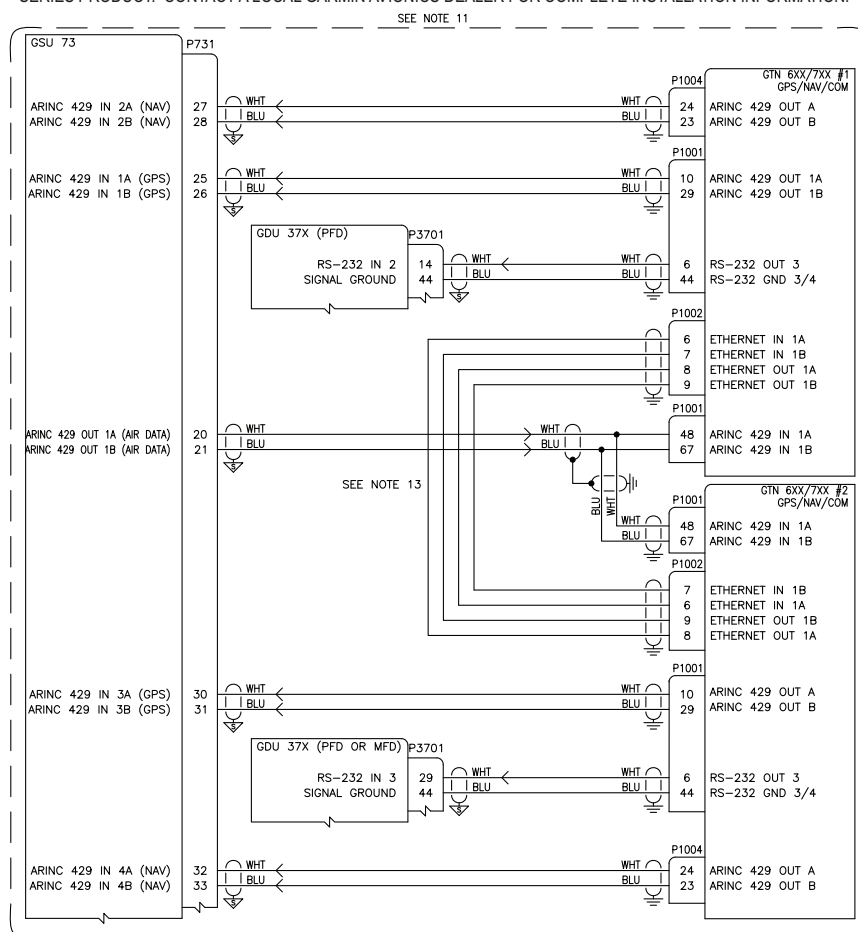 SERIES PRODUCT. CONTACT A LOCAL GARMIN AVIONICS DEALER FOR COMPLETE INSTALLATION INFORMATION.
SEE NOTE 11
GSU 73
P731
GTN 6XX/7XX #1
GPS/NAV/COM
P1004
ARINC 429 IN 2A (NAV) 27 WHT WHT 24 ARINC 429 OUT A
ARINC 429 IN 2B (NAV) 28 BLU BLU 23 ARINC 429 OUT B
S
P1001
ARINC 429 IN 1A (GPS) 25 WHT WHT 10 ARINC 429 OUT 1A
ARINC 429 IN 1B (GPS) 26 BLU BLU 29 ARINC 429 OUT 1B
S
GDU 37X (PFD) P3701
RS-232 IN 2 14 WHT WHT 6 RS-232 OUT 3
SIGNAL GROUND 44 BLU BLU 44 RS-232 GND 3/4
S
P1002
6 ETHERNET IN 1A
7 ETHERNET IN 1B
8 ETHERNET OUT 1A
9 ETHERNET OUT 1B
P1001
ARINC 429 OUT 1A (AIR DATA) 20 WHT WHT 48 ARINC 429 IN 1A
ARINC 429 OUT 1B (AIR DATA) 21 BLU BLU 67 ARINC 429 IN 1B
S
SEE NOTE 13
BLU
WHT
GTN 6XX/7XX #2
GPS/NAV/COM
P1001
WHT 48 ARINC 429 IN 1A
BLU 67 ARINC 429 IN 1B
P1002
7 ETHERNET IN 1B
6 ETHERNET IN 1A
9 ETHERNET OUT 1B
8 ETHERNET OUT 1A
P1001
ARINC 429 IN 3A (GPS) 30 WHT WHT 10 ARINC 429 OUT A
ARINC 429 IN 3B (GPS) 31 BLU BLU 29 ARINC 429 OUT B
S
GDU 37X (PFD OR MFD) P3701
RS-232 IN 3 29 WHT WHT 6 RS-232 OUT 3
SIGNAL GROUND 44 BLU BLU 44 RS-232 GND 3/4
S
P1004
ARINC 429 IN 4A (NAV) 32 WHT WHT 24 ARINC 429 OUT A
ARINC 429 IN 4B (NAV) 33 BLU BLU 23 ARINC 429 OUT B
S